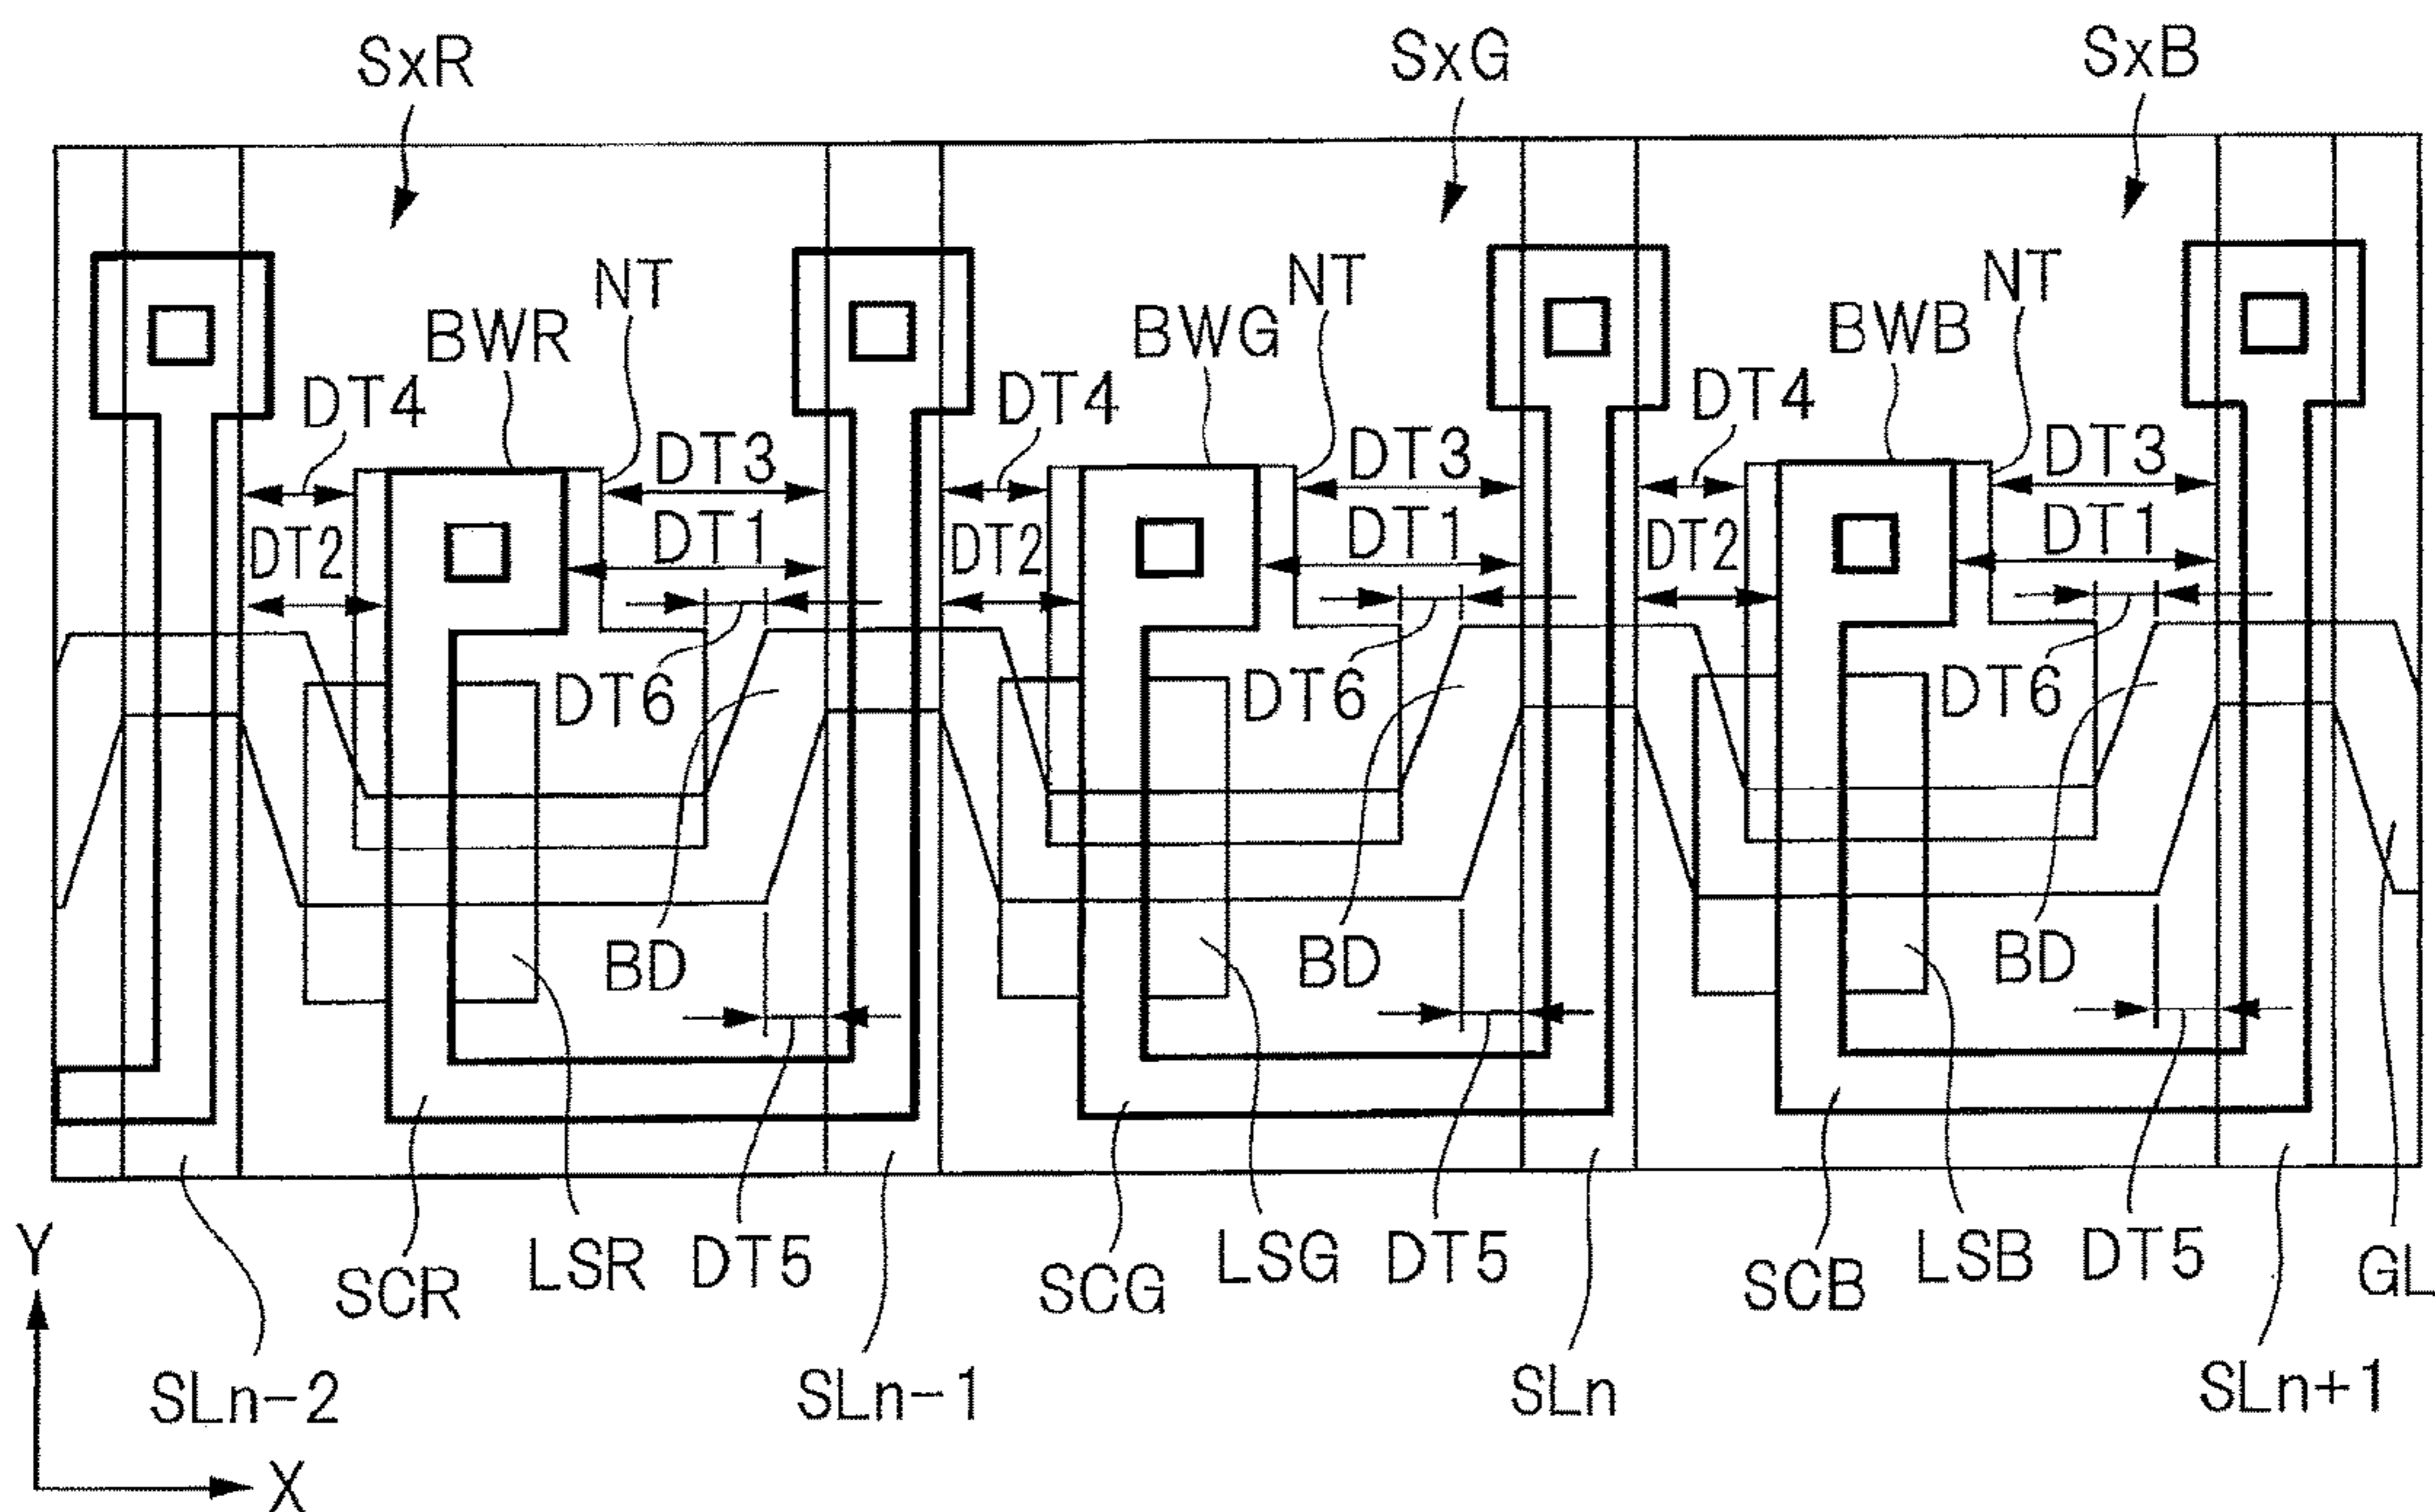 SxR SxG SxB
NT NT NT
BWR BWG BWB
DT4 DT4 DT4
DT3 DT3 DT3
DT2 DT1 DT2 DT1 DT2 DT1
DT6 DT6 DT6
BD BD BD
Y LSR DT5 LSG DT5 LSB DT5 GL
SCR SCG SCB
SLn-2 SLn-1 SLn SLn+1
X